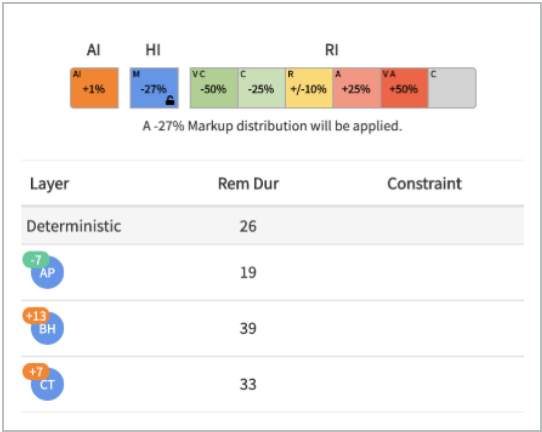 AI HI RI
AI M V C C R A V A C
+1% -27% -50% -25% +/-10% +25% +50%
A -27% Markup distribution will be applied.
Layer Rem Dur Constraint
Deterministic 26
-7
AP 19
+13
BH 39
+7
CT 33